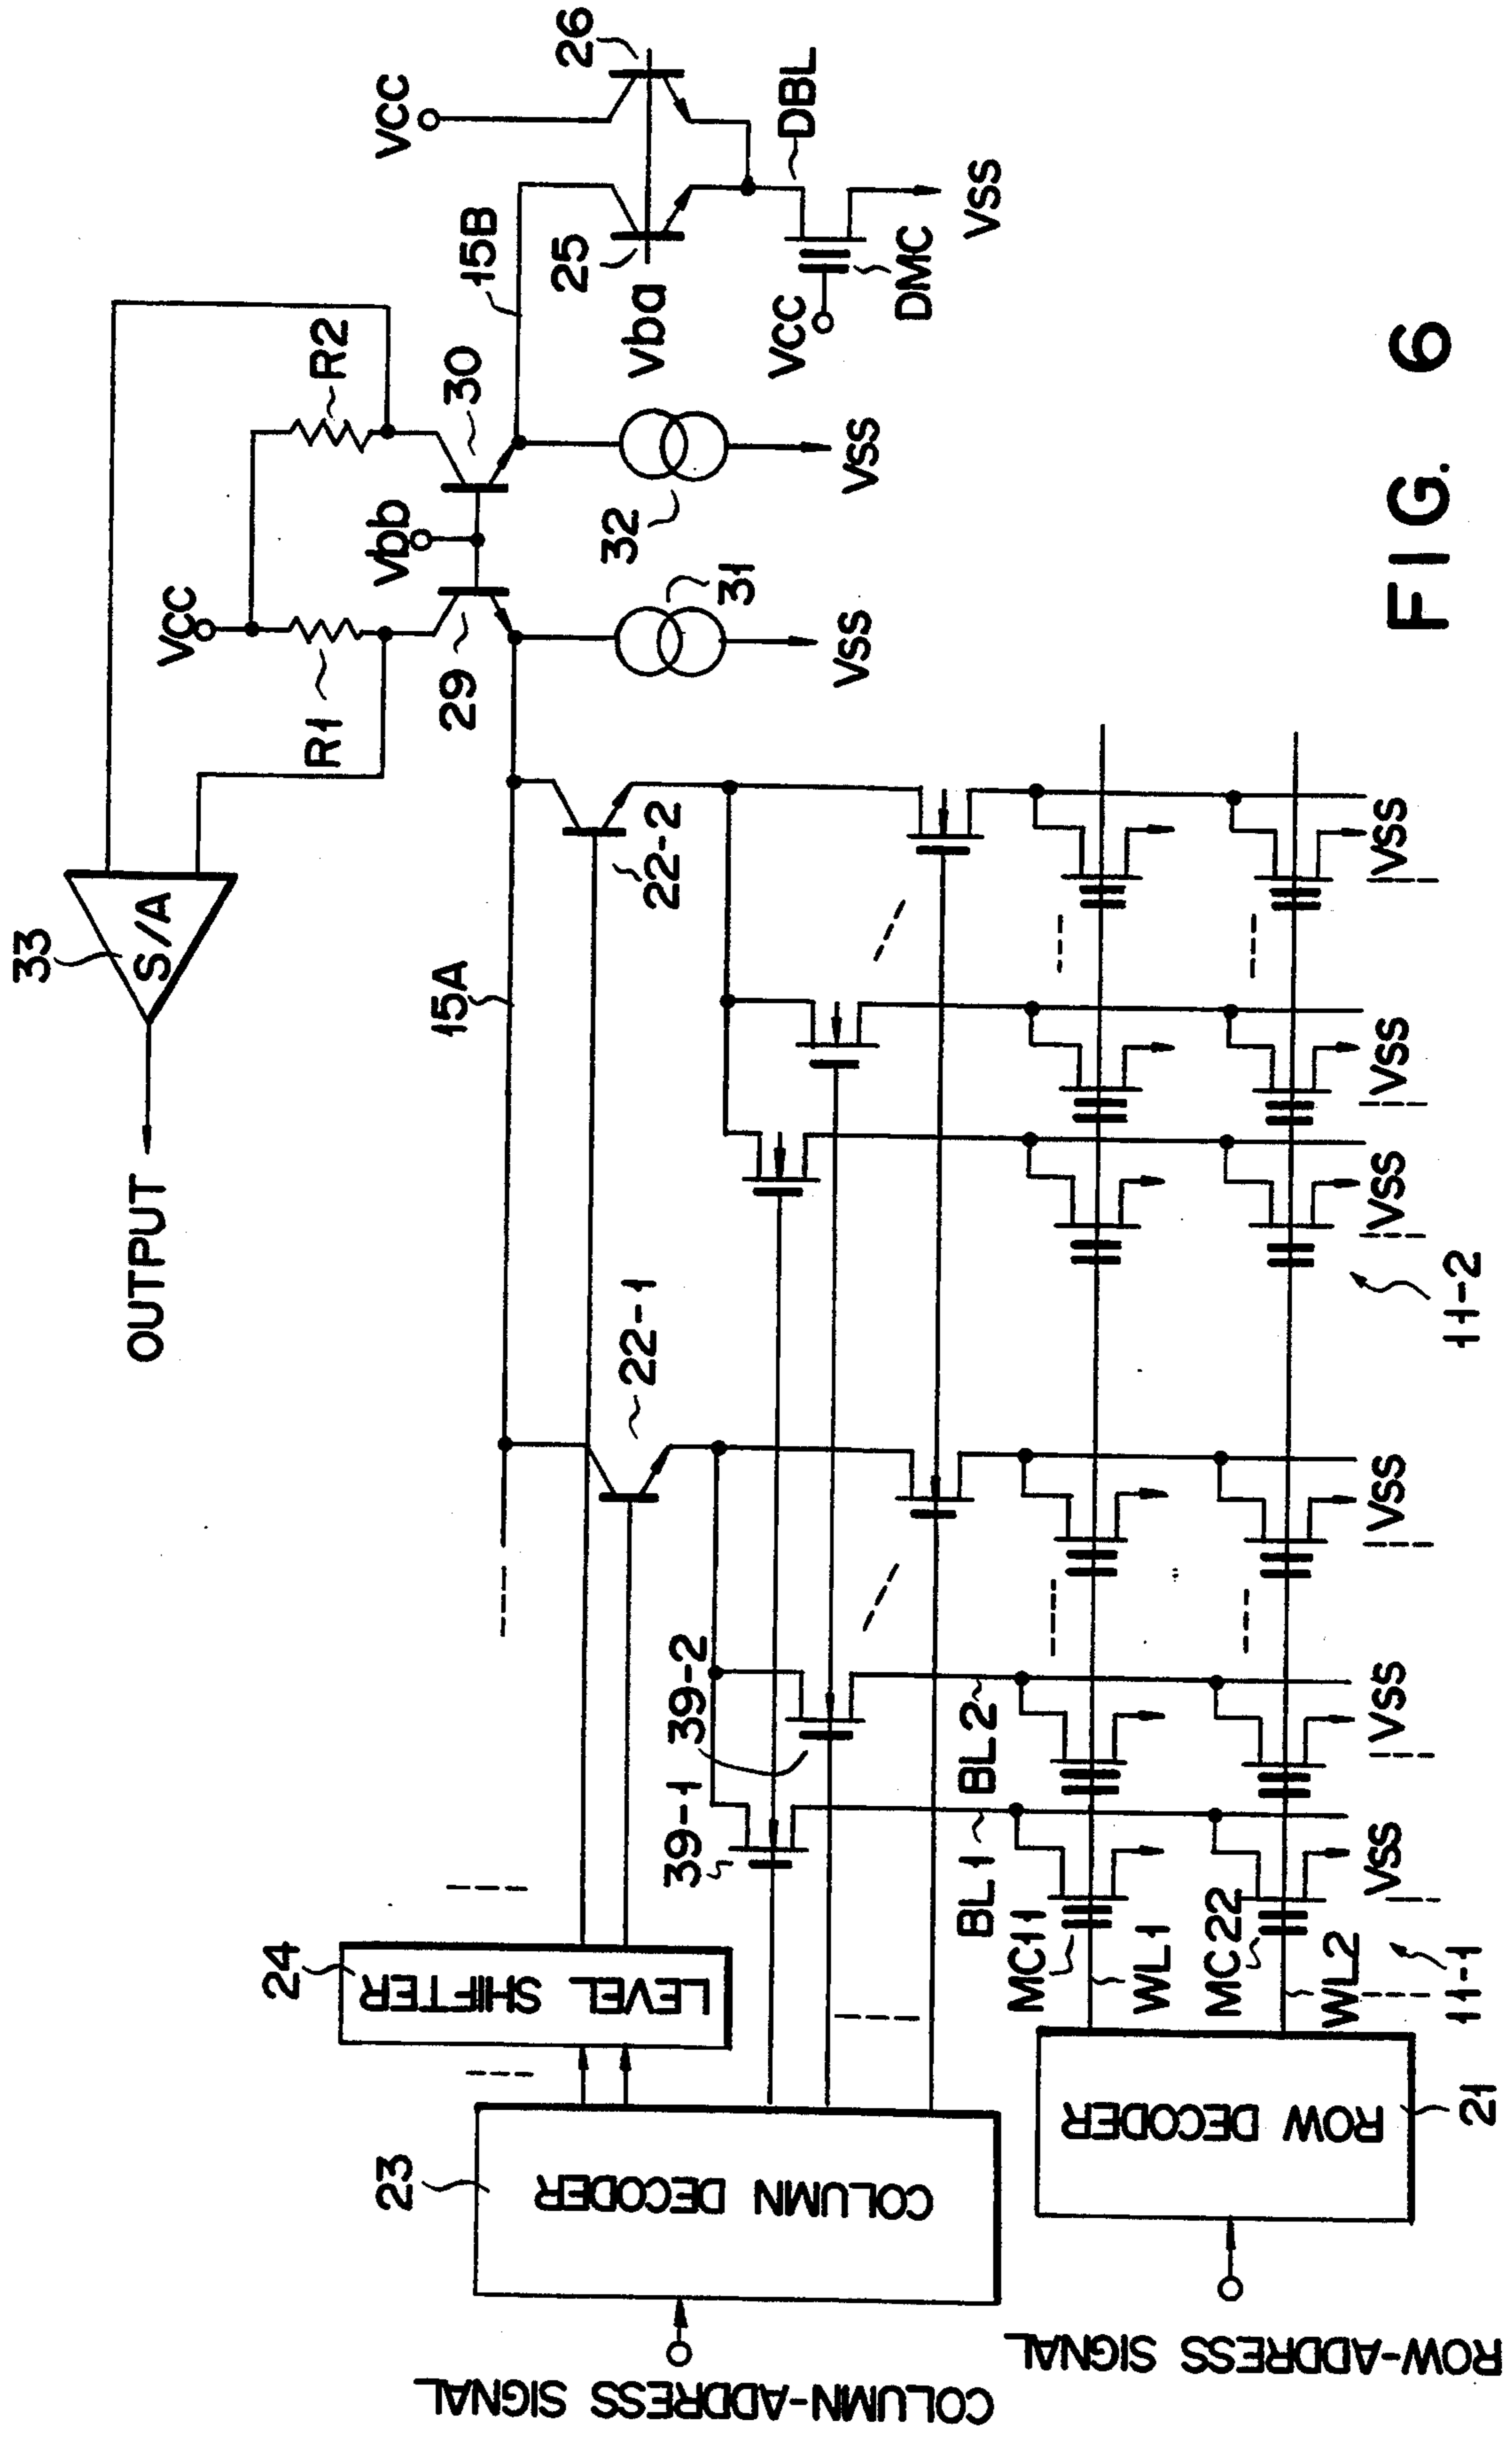 33
S/A
OUTPUT
VCC
R1
R2
Vbb
29
30
15A
15B
31
32
VSS
VSS
VCC
25
26
Vba
VCC
DBL
DMC
VSS
24
LEVEL SHIFTER
22-1
22-2
23
COLUMN DECODER
COLUMN-ADDRESS SIGNAL
39-1
39-2
BL1
BL2
MC11
WL1
MC22
WL2
11-1
11-2
VSS
VSS
VSS
VSS
VSS
VSS
ROW DECODER
21
ROW-ADDRESS SIGNAL
FIG. 6